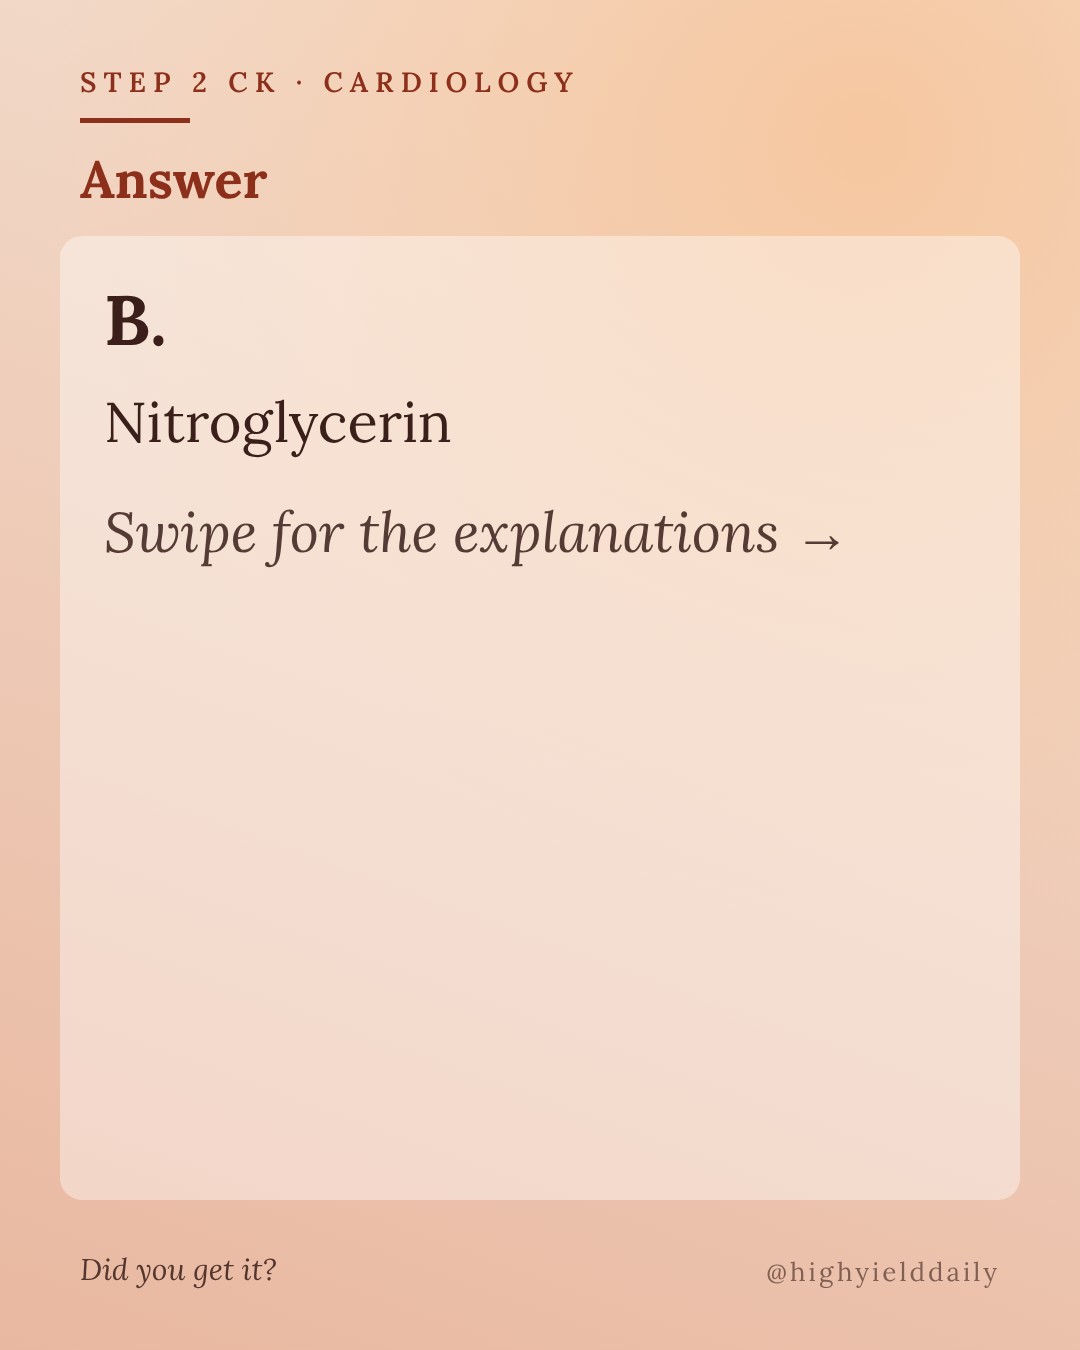 STEP 2 CK · CARDIOLOGY
Answer
B.
Nitroglycerin
Swipe for the explanations →
Did you get it?
@highyielddaily